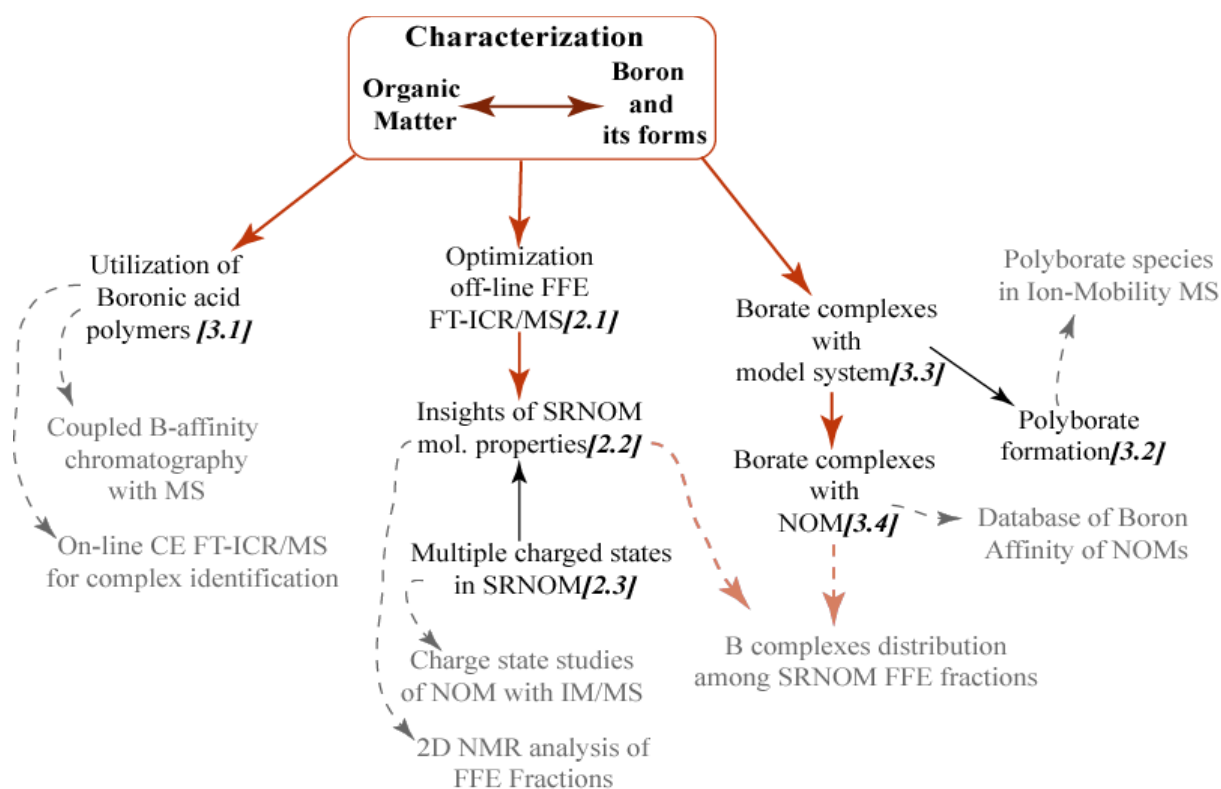 Characterization
Organic
Matter
Boron
and
its forms
Utilization of
Boronic acid
polymers [3.1]
Coupled B-affinity
chromatography
with MS
On-line CE FT-ICR/MS
for complex identification
Optimization
off-line FFE
FT-ICR/MS[2.1]
Insights of SRNOM
mol. properties[2.2]
Multiple charged states
in SRNOM[2.3]
Charge state studies
of NOM with IM/MS
2D NMR analysis of
FFE Fractions
Borate complexes
with
model system[3.3]
Borate complexes
with
NOM[3.4]
B complexes distribution
among SRNOM FFE fractions
Polyborate species
in Ion-Mobility MS
Polyborate
formation[3.2]
Database of Boron
Affinity of NOMs